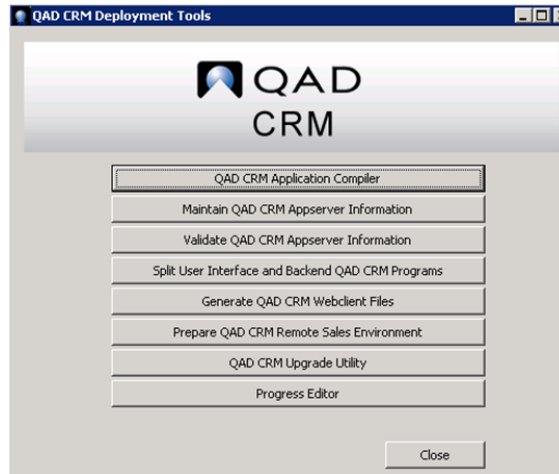 QAD CRM Deployment Tools
QAD
CRM
QAD CRM Application Compiler
Maintain QAD CRM Appserver Information
Validate QAD CRM Appserver Information
Split User Interface and Backend QAD CRM Programs
Generate QAD CRM Webclient Files
Prepare QAD CRM Remote Sales Environment
QAD CRM Upgrade Utility
Progress Editor
Close